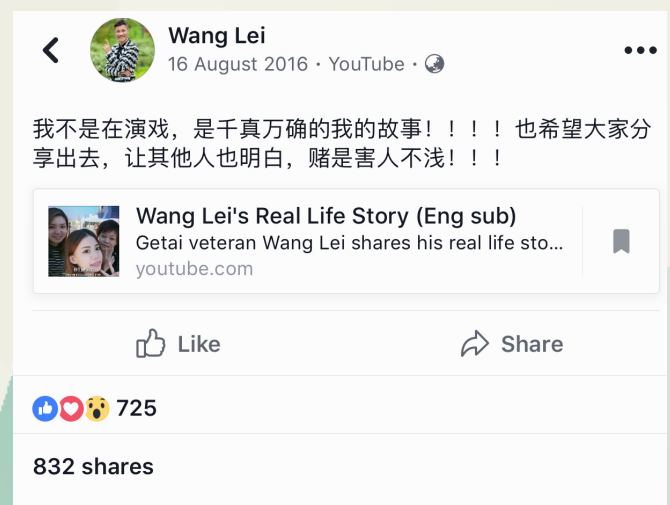 Wang Lei
16 August 2016 · YouTube ·
我不是在演戏，是千真万确的我的故事！！！！也希望大家分
享出去，让其他人也明白，赌是害人不浅！！！
Wang Lei's Real Life Story (Eng sub)
Getai veteran Wang Lei shares his real life sto...
youtube.com
Like
Share
725
832 shares